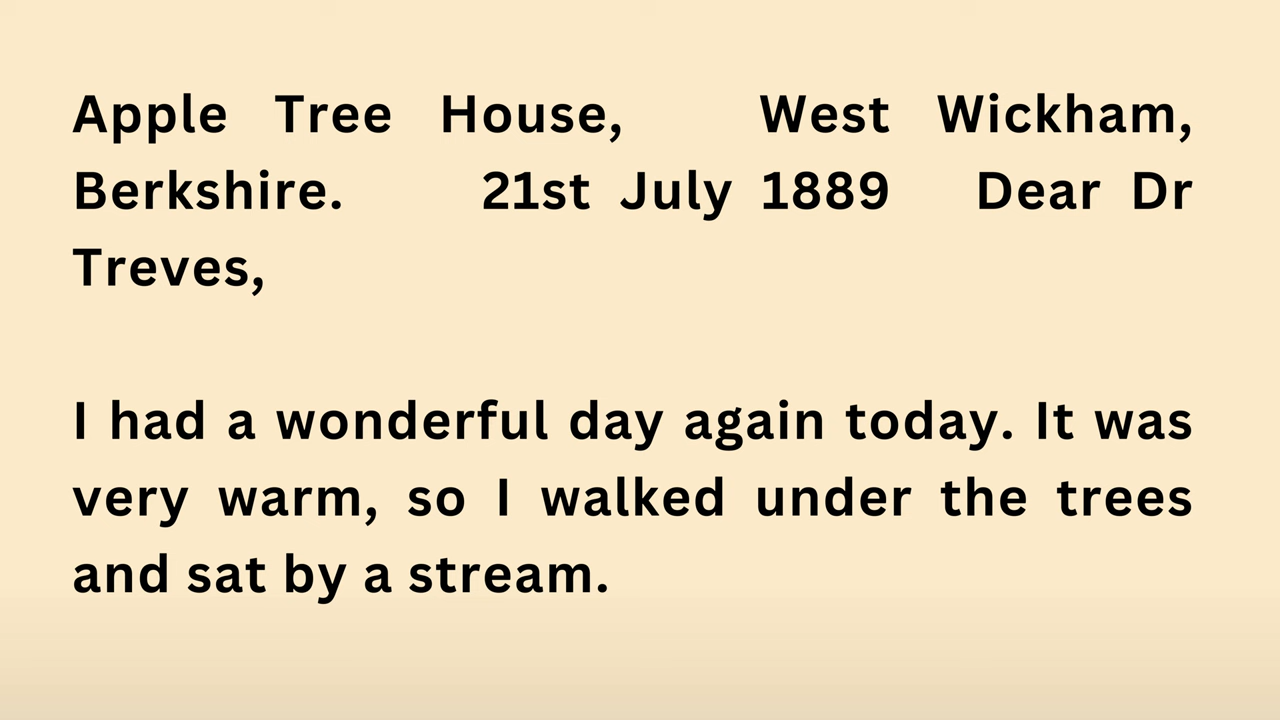 Apple Tree House, West Wickham,
Berkshire. 21st July 1889 Dear Dr
Treves,
I had a wonderful day again today. It was
very warm, so I walked under the trees
and sat by a stream.